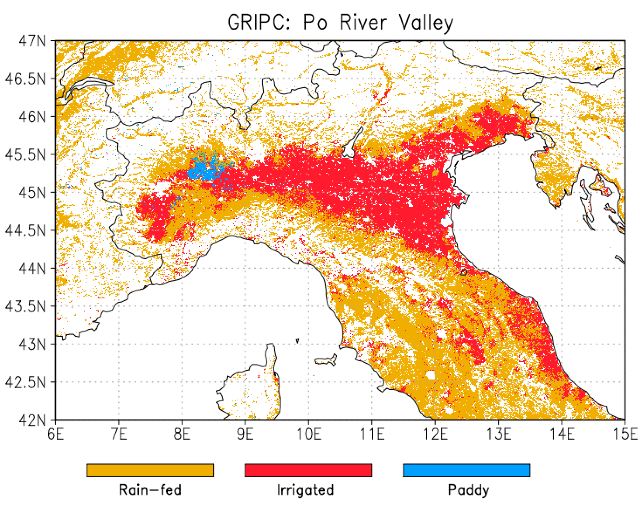 GRIPC: Po River Valley
47N
46.5N
46N
45.5N
45N
44.5N
44N
43.5N
43N
42.5N
42N
6E 7E 8E 9E 10E 11E 12E 13E 14E 15E
Rain-fed Irrigated Paddy